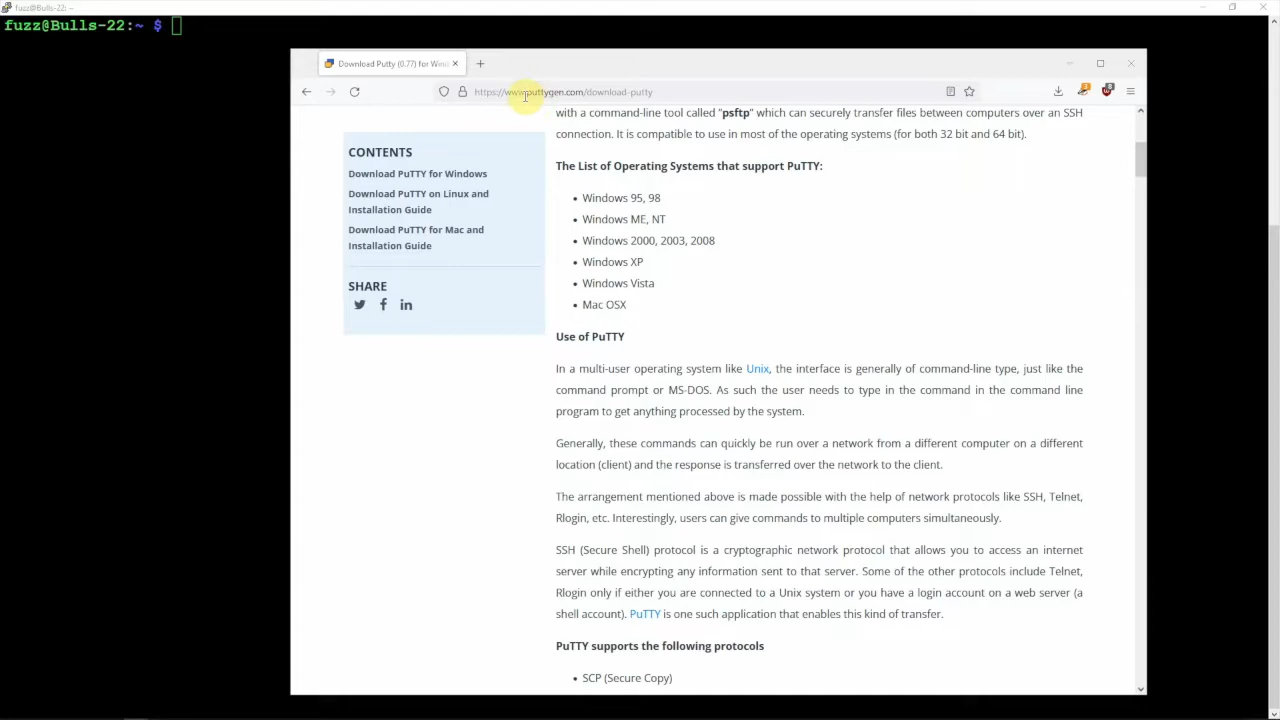 fuzz@Bulls-22: ~
fuzz@Bulls-22:~ $
Download Putty (0.77) for Wind
https://www.puttygen.com/download-putty
with a command-line tool called "psftp" which can securely transfer files between computers over an SSH
connection. It is compatible to use in most of the operating systems (for both 32 bit and 64 bit).
CONTENTS
Download PuTTY for Windows
Download PuTTY on Linux and
Installation Guide
Download PuTTY for Mac and
Installation Guide
SHARE
The List of Operating Systems that support PuTTY:
• Windows 95, 98
• Windows ME, NT
• Windows 2000, 2003, 2008
• Windows XP
• Windows Vista
• Mac OSX
Use of PuTTY
In a multi-user operating system like Unix, the interface is generally of command-line type, just like the
command prompt or MS-DOS. As such the user needs to type in the command in the command line
program to get anything processed by the system.
Generally, these commands can quickly be run over a network from a different computer on a different
location (client) and the response is transferred over the network to the client.
The arrangement mentioned above is made possible with the help of network protocols like SSH, Telnet,
Rlogin, etc. Interestingly, users can give commands to multiple computers simultaneously.
SSH (Secure Shell) protocol is a cryptographic network protocol that allows you to access an internet
server while encrypting any information sent to that server. Some of the other protocols include Telnet,
Rlogin only if either you are connected to a Unix system or you have a login account on a web server (a
shell account). PuTTY is one such application that enables this kind of transfer.
PuTTY supports the following protocols
• SCP (Secure Copy)